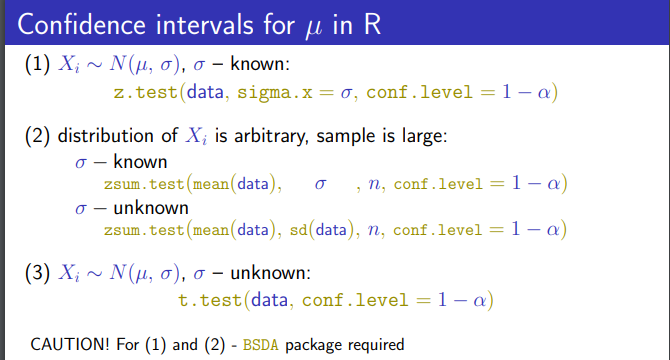 Confidence intervals for μ in R
(1) Xᵢ ∼ N(μ, σ), σ – known:
z.test(data, sigma.x = σ, conf.level = 1 − α)
(2) distribution of Xᵢ is arbitrary, sample is large:
σ – known
zsum.test(mean(data), σ , n, conf.level = 1 − α)
σ – unknown
zsum.test(mean(data), sd(data), n, conf.level = 1 − α)
(3) Xᵢ ∼ N(μ, σ), σ – unknown:
t.test(data, conf.level = 1 − α)
CAUTION! For (1) and (2) - BSDA package required